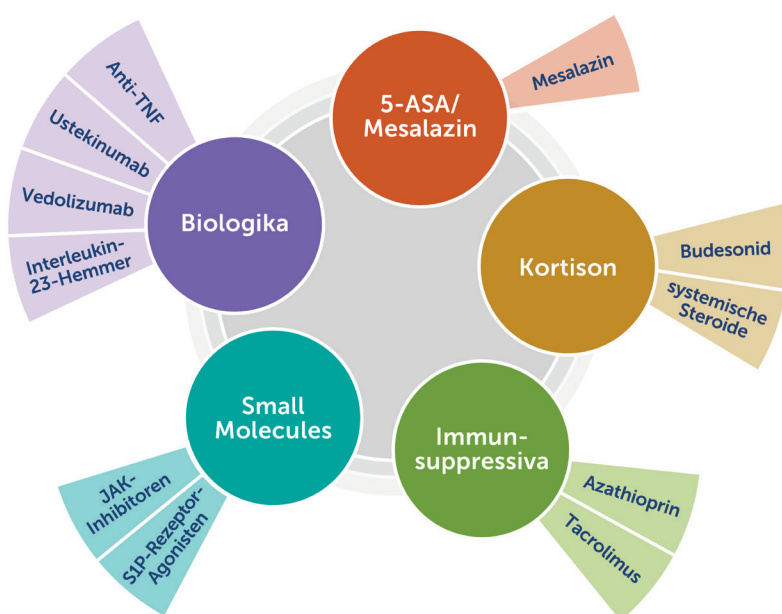 5-ASA/
Mesalazin
Mesalazin
Kortison
Budesonid
systemische
Steroide
Immun-
suppressiva
Azathioprin
Tacrolimus
Small
Molecules
JAK-
Inhibitoren
S1P-Rezeptor-
Agonisten
Biologika
Anti-TNF
Ustekinumab
Vedolizumab
Interleukin-
23-Hemmer